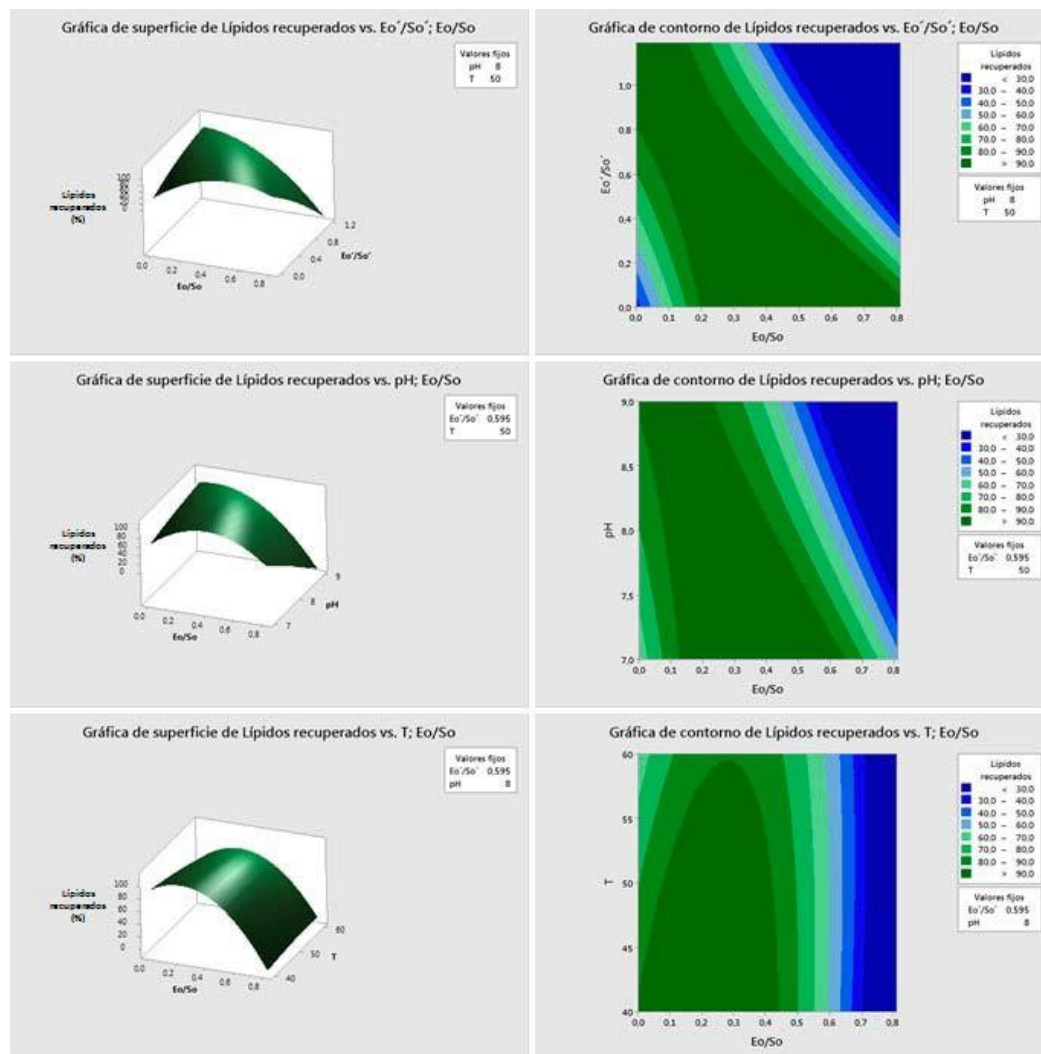 Gráfica de superficie de Lípidos recuperados vs. Eo´/So´; Eo/So
Valores fijos
pH 8
T 50
100
Lípidos
recuperados
(%)
0,0
0,2
0,4
0,6
0,8
Eo/So
0,0
0,4
0,8
1,2
Eo´/So´
Gráfica de contorno de Lípidos recuperados vs. Eo´/So´; Eo/So
Eo´/So´
1,0
0,8
0,6
0,4
0,2
0,0
0,0 0,1 0,2 0,3 0,4 0,5 0,6 0,7 0,8
Eo/So
Lípidos
recuperados
< 30,0
30,0 – 40,0
40,0 – 50,0
50,0 – 60,0
60,0 – 70,0
70,0 – 80,0
80,0 – 90,0
> 90,0
Valores fijos
pH 8
T 50
Gráfica de superficie de Lípidos recuperados vs. pH; Eo/So
Valores fijos
Eo´/So´ 0,595
T 50
Lípidos
recuperados
(%)
100
80
60
40
20
0
0,0
0,2
0,4
0,6
0,8
Eo/So
7
8
9
pH
Gráfica de contorno de Lípidos recuperados vs. pH; Eo/So
pH
9,0
8,5
8,0
7,5
7,0
0,0 0,1 0,2 0,3 0,4 0,5 0,6 0,7 0,8
Eo/So
Lípidos
recuperados
< 30,0
30,0 – 40,0
40,0 – 50,0
50,0 – 60,0
60,0 – 70,0
70,0 – 80,0
80,0 – 90,0
> 90,0
Valores fijos
Eo´/So´ 0,595
T 50
Gráfica de superficie de Lípidos recuperados vs. T; Eo/So
Valores fijos
Eo´/So´ 0,595
pH 8
Lípidos
recuperados
(%)
100
80
60
40
20
0
0,0
0,2
0,4
0,6
0,8
Eo/So
40
50
60
T
Gráfica de contorno de Lípidos recuperados vs. T; Eo/So
T
60
55
50
45
40
0,0 0,1 0,2 0,3 0,4 0,5 0,6 0,7 0,8
Eo/So
Lípidos
recuperados
< 30,0
30,0 – 40,0
40,0 – 50,0
50,0 – 60,0
60,0 – 70,0
70,0 – 80,0
80,0 – 90,0
> 90,0
Valores fijos
Eo´/So´ 0,595
pH 8